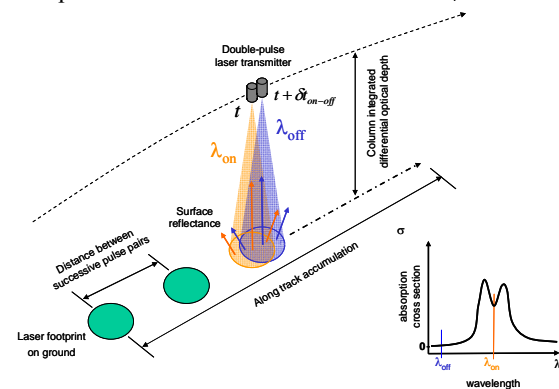 Double-pulse
laser transmitter
t
t + δt on-off
λon
λoff
Column integrated
differential optical depth
Surface
reflectance
Distance between
successive pulse pairs
Along track accumulation
Laser footprint
on ground
σ
absorption
cross section
0
λoff
λon
λ
wavelength